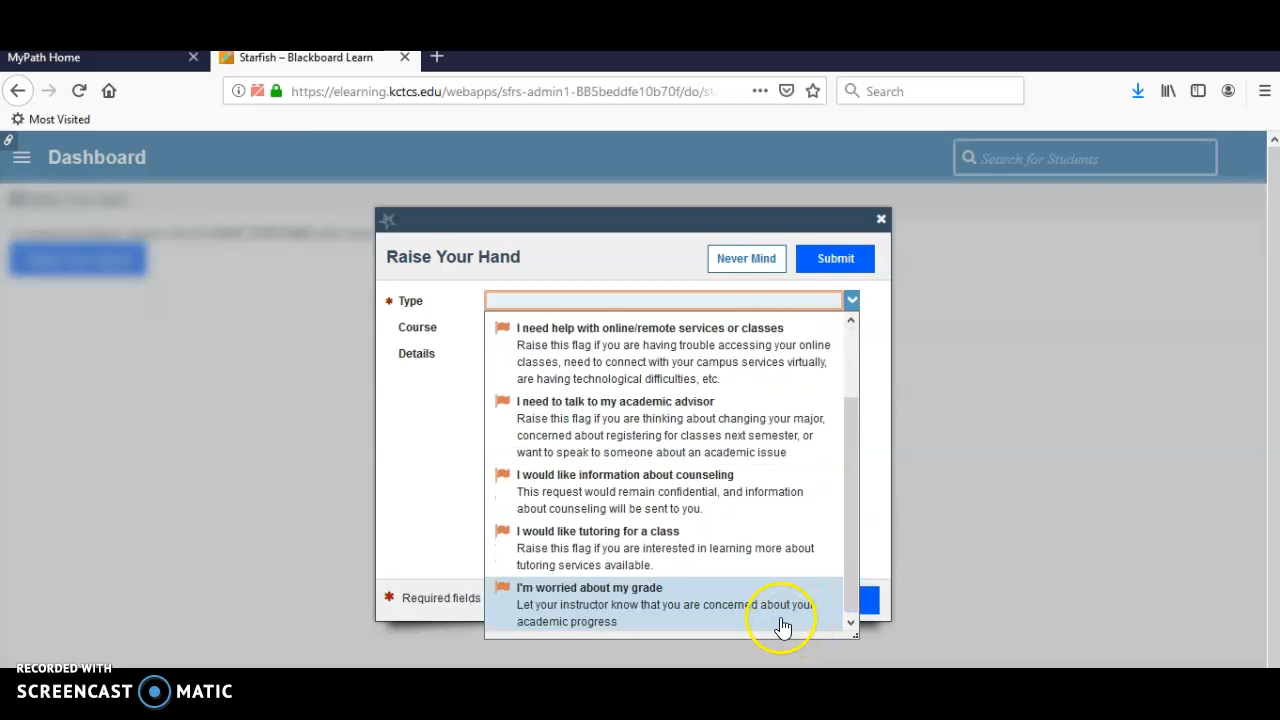 MyPath Home
Starfish – Blackboard Learn
https://elearning.kctcs.edu/webapps/sfrs-admin1-BB5beddfe10b70f/do/
Search
Most Visited
Dashboard
Search for Students
Raise Your Hand
Never Mind
Submit
* Type
Course
Details
I need help with online/remote services or classes
Raise this flag if you are having trouble accessing your online
classes, need to connect with your campus services virtually,
are having technological difficulties, etc.
I need to talk to my academic advisor
Raise this flag if you are thinking about changing your major,
concerned about registering for classes next semester, or
want to speak to someone about an academic issue
I would like information about counseling
This request would remain confidential, and information
about counseling will be sent to you.
I would like tutoring for a class
Raise this flag if you are interested in learning more about
tutoring services available.
I'm worried about my grade
Let your instructor know that you are concerned about your
academic progress
* Required fields
RECORDED WITH
SCREENCAST MATIC